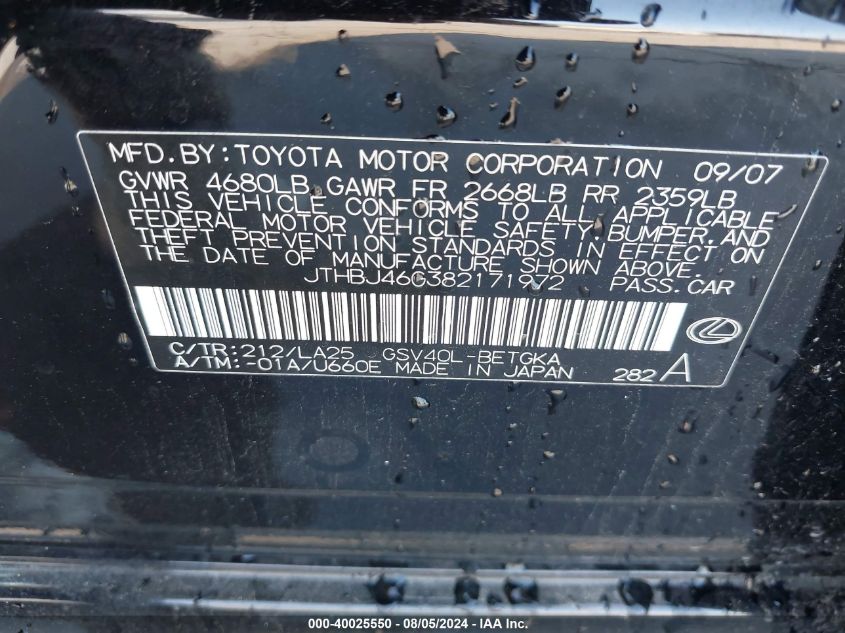 MFD.BY:TOYOTA MOTOR CORPORATION 09/07
GVWR 4680LB GAWR FR 2668LB RR 2359LB
THIS VEHICLE CONFORMS TO ALL APPLICABLE
FEDERAL MOTOR VEHICLE SAFETY,BUMPER,AND
THEFT PREVENTION STANDARDS IN EFFECT ON
THE DATE OF MANUFACTURE SHOWN ABOVE.
JTHBJ46G382171972 PASS.CAR
C/TR:212/LA25 GSV40L-BETGKA
A/TM:-01A/U660E MADE IN JAPAN 282A
000-40025550 - 08/05/2024 - IAA Inc.